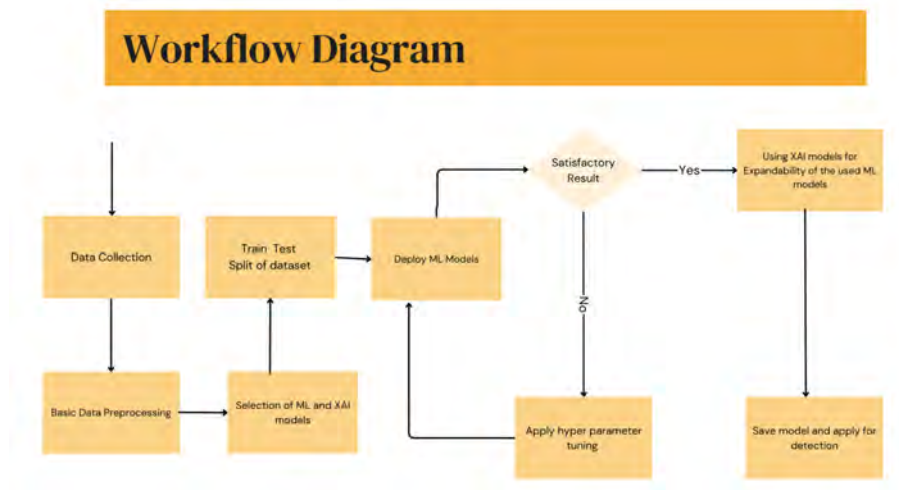 Workflow Diagram
Data Collection
Basic Data Preprocessing
Selection of ML and XAI
models
Train Test
Split of dataset
Deploy ML Models
Satisfactory
Result
Yes
No
Using XAI models for
Expandability of the used ML
models
Apply hyper parameter
tuning
Save model and apply for
detection